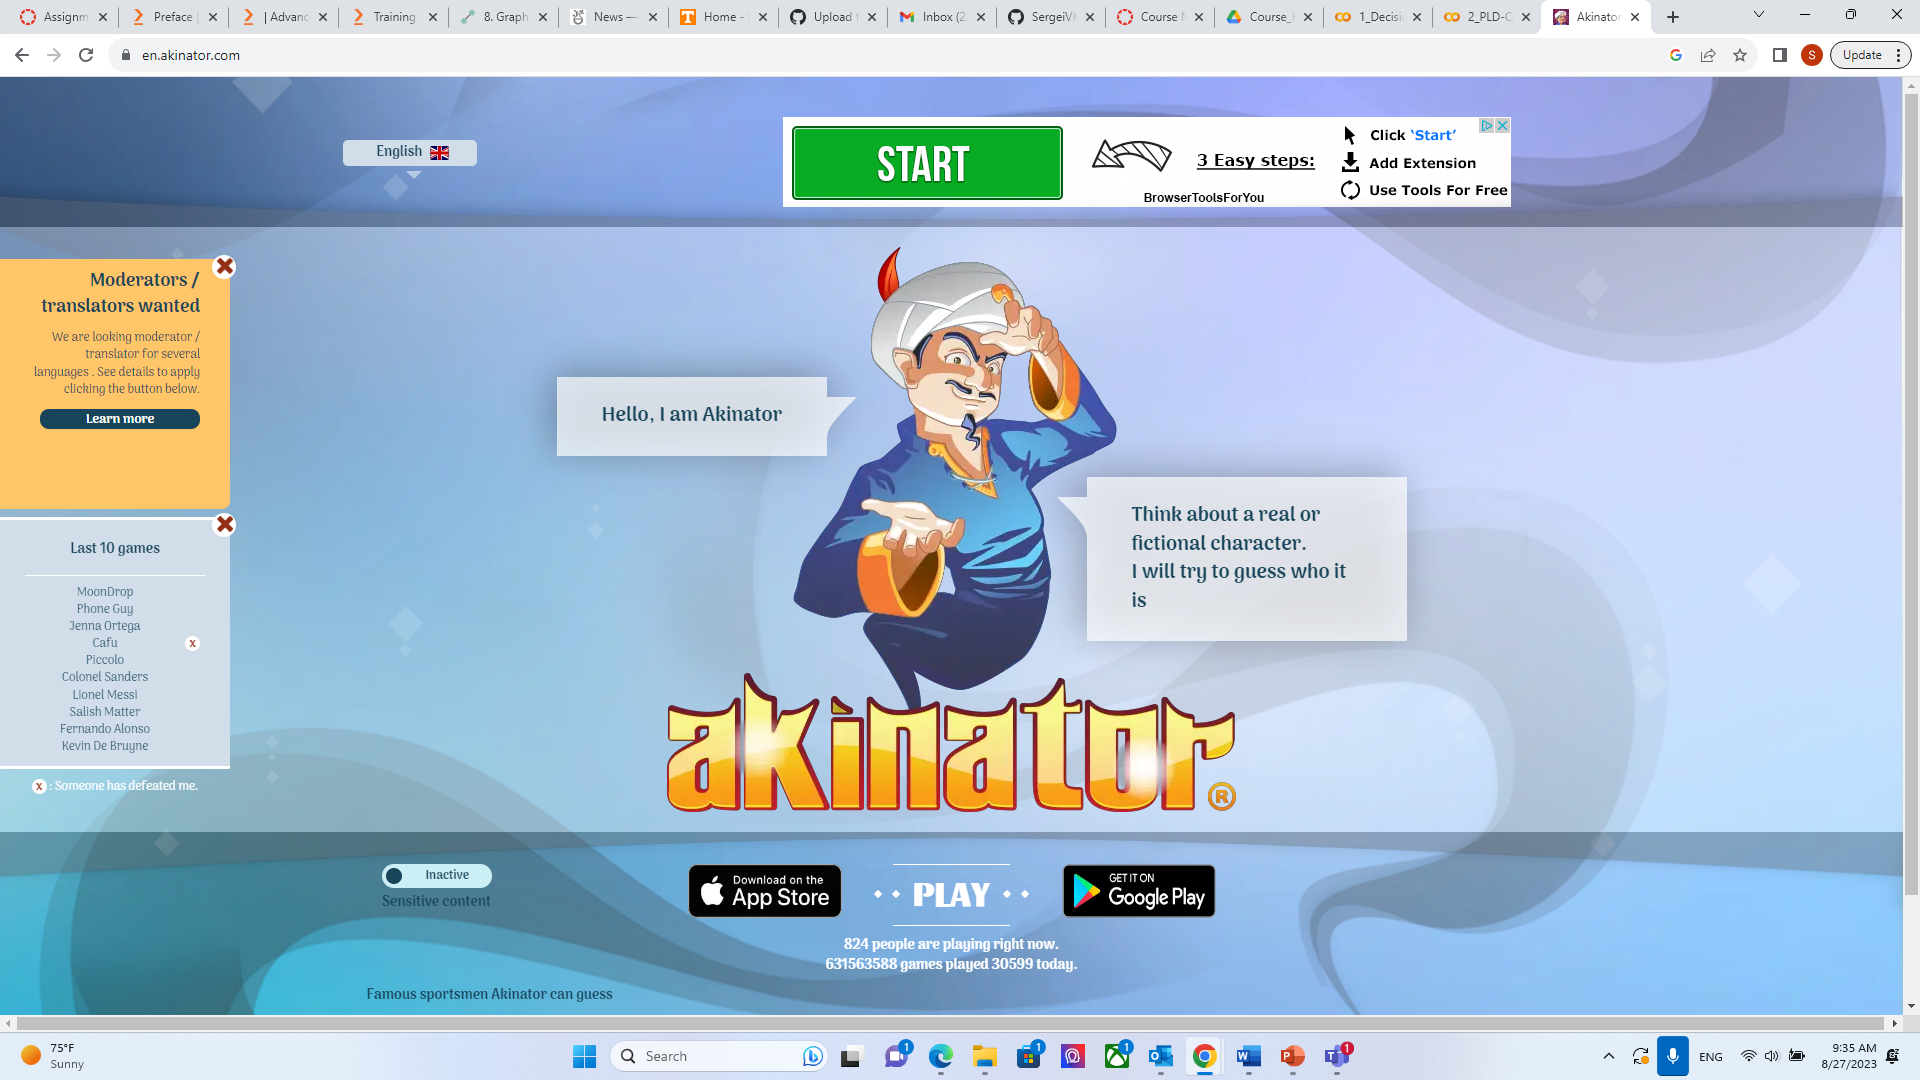 Assignm
Preface |
| Advanc
Training
8. Graph
News —
Home -
Upload f
Inbox (2
SergeiVK
Course M
Course_F
1_Decisi
2_PLD-C
Akinator
en.akinator.com
S
Update
English
START
3 Easy steps:
BrowserToolsForYou
Click ‘Start’
Add Extension
Use Tools For Free
Moderators /
translators wanted
We are looking moderator /
translator for several
languages . See details to apply
clicking the button below.
Learn more
Hello, I am Akinator
Think about a real or
fictional character.
I will try to guess who it
is
Last 10 games
MoonDrop
Phone Guy
Jenna Ortega
Cafu
x
Piccolo
Colonel Sanders
Lionel Messi
Salish Matter
Fernando Alonso
Kevin De Bruyne
x : Someone has defeated me.
akinator®
Inactive
Sensitive content
Download on the
App Store
PLAY
GET IT ON
Google Play
824 people are playing right now.
631563588 games played 30599 today.
Famous sportsmen Akinator can guess
75°F
Sunny
Search
1
1
1
1
ENG
9:35 AM
8/27/2023